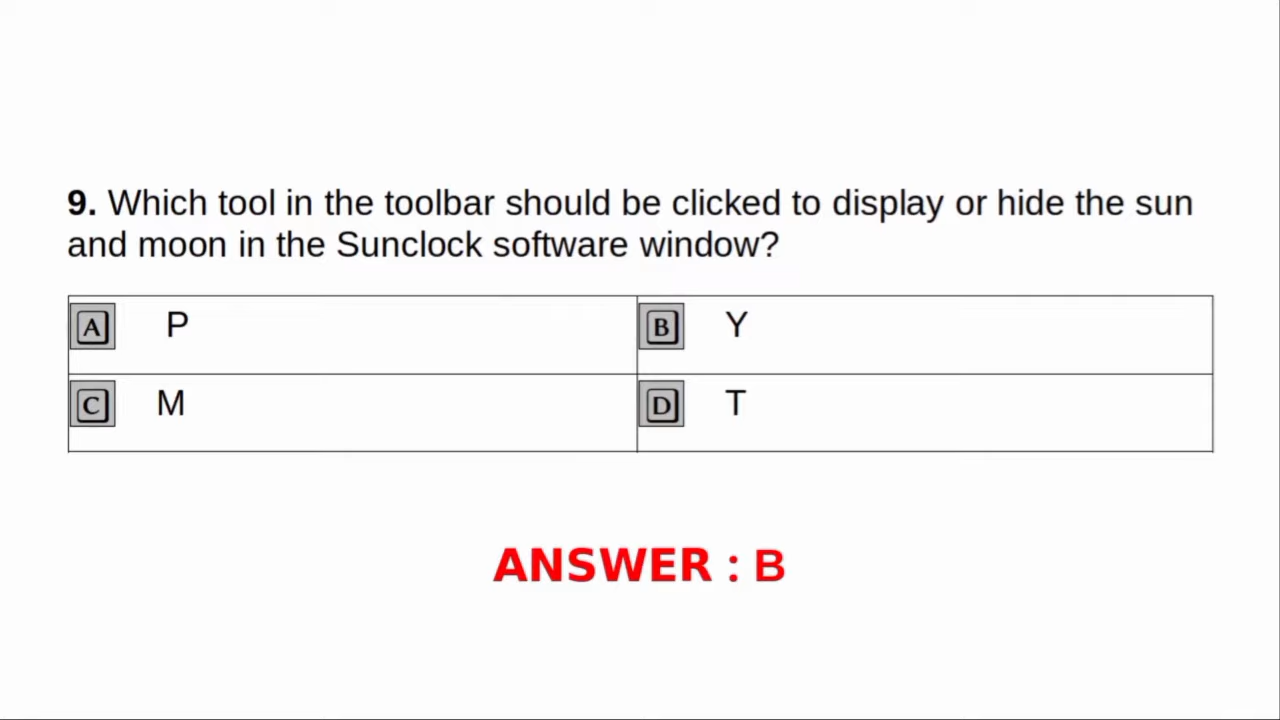 9. Which tool in the toolbar should be clicked to display or hide the sun
and moon in the Sunclock software window?
A P
B Y
C M
D T
ANSWER : B